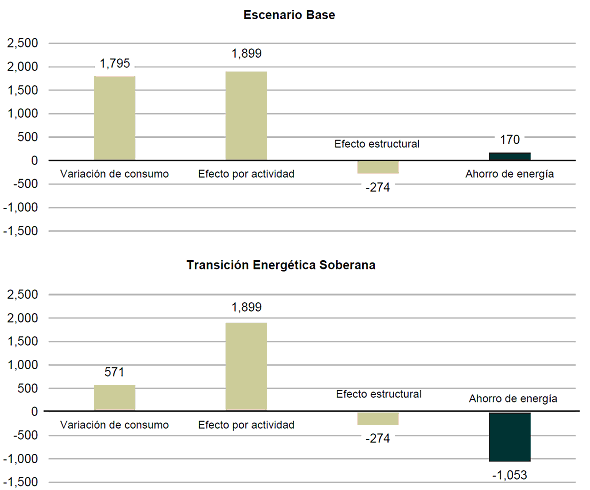 Escenario Base
2,500
2,000
1,500
1,000
500
0
-500
-1,000
-1,500
1,795
1,899
Efecto estructural
170
Variación de consumo
Efecto por actividad
-274
Ahorro de energía
Transición Energética Soberana
2,500
2,000
1,500
1,000
500
0
-500
-1,000
-1,500
571
1,899
Efecto estructural
Ahorro de energía
Variación de consumo
Efecto por actividad
-274
-1,053